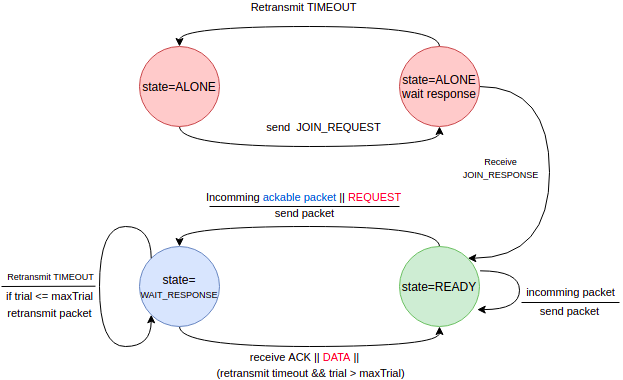 Retransmit TIMEOUT
state=ALONE
state=ALONE
wait response
send JOIN_REQUEST
Receive
JOIN_RESPONSE
Incomming ackable packet || REQUEST
send packet
Retransmit TIMEOUT
if trial <= maxTrial
retransmit packet
state=
WAIT_RESPONSE
state=READY
incomming packet
send packet
receive ACK || DATA ||
(retransmit timeout && trial > maxTrial)